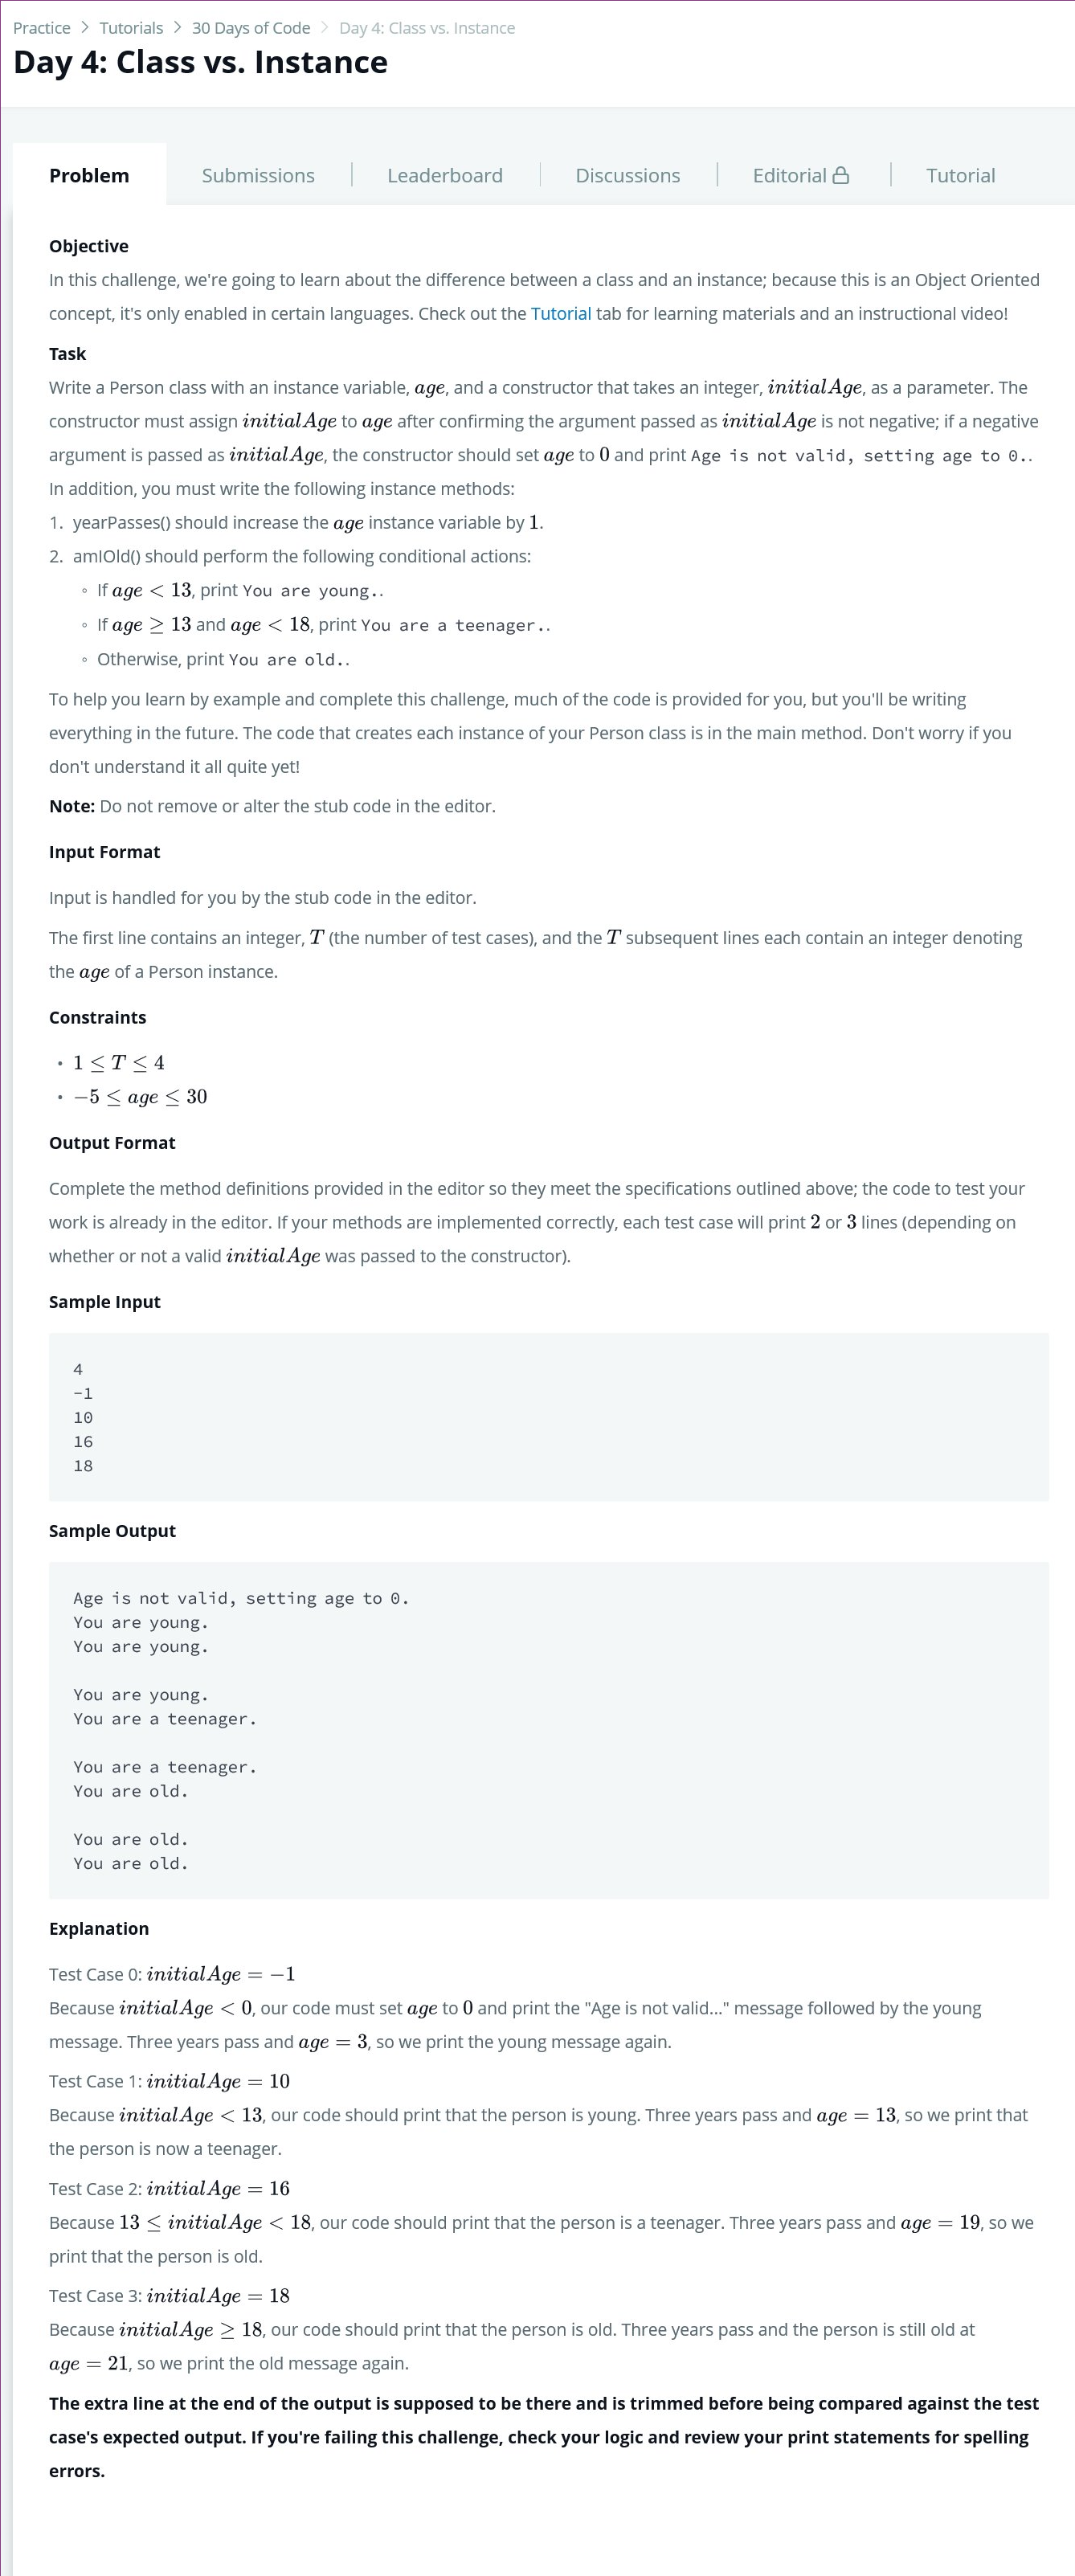 Practice > Tutorials > 30 Days of Code > Day 4: Class vs. Instance
Day 4: Class vs. Instance
Problem Submissions Leaderboard Discussions Editorial Tutorial
Objective
In this challenge, we're going to learn about the difference between a class and an instance; because this is an Object Oriented
concept, it's only enabled in certain languages. Check out the Tutorial tab for learning materials and an instructional video!
Task
Write a Person class with an instance variable, age, and a constructor that takes an integer, initialAge, as a parameter. The
constructor must assign initialAge to age after confirming the argument passed as initialAge is not negative; if a negative
argument is passed as initialAge, the constructor should set age to 0 and print Age is not valid, setting age to 0..
In addition, you must write the following instance methods:
1. yearPasses() should increase the age instance variable by 1.
2. amIOld() should perform the following conditional actions:
◦ If age < 13, print You are young..
◦ If age ≥ 13 and age < 18, print You are a teenager..
◦ Otherwise, print You are old..
To help you learn by example and complete this challenge, much of the code is provided for you, but you'll be writing
everything in the future. The code that creates each instance of your Person class is in the main method. Don't worry if you
don't understand it all quite yet!
Note: Do not remove or alter the stub code in the editor.
Input Format
Input is handled for you by the stub code in the editor.
The first line contains an integer, T (the number of test cases), and the T subsequent lines each contain an integer denoting
the age of a Person instance.
Constraints
• 1 ≤ T ≤ 4
• −5 ≤ age ≤ 30
Output Format
Complete the method definitions provided in the editor so they meet the specifications outlined above; the code to test your
work is already in the editor. If your methods are implemented correctly, each test case will print 2 or 3 lines (depending on
whether or not a valid initialAge was passed to the constructor).
Sample Input
4
-1
10
16
18
Sample Output
Age is not valid, setting age to 0.
You are young.
You are young.
You are young.
You are a teenager.
You are a teenager.
You are old.
You are old.
You are old.
Explanation
Test Case 0: initialAge = −1
Because initialAge < 0, our code must set age to 0 and print the "Age is not valid..." message followed by the young
message. Three years pass and age = 3, so we print the young message again.
Test Case 1: initialAge = 10
Because initialAge < 13, our code should print that the person is young. Three years pass and age = 13, so we print that
the person is now a teenager.
Test Case 2: initialAge = 16
Because 13 ≤ initialAge < 18, our code should print that the person is a teenager. Three years pass and age = 19, so we
print that the person is old.
Test Case 3: initialAge = 18
Because initialAge ≥ 18, our code should print that the person is old. Three years pass and the person is still old at
age = 21, so we print the old message again.
The extra line at the end of the output is supposed to be there and is trimmed before being compared against the test
case's expected output. If you're failing this challenge, check your logic and review your print statements for spelling
errors.